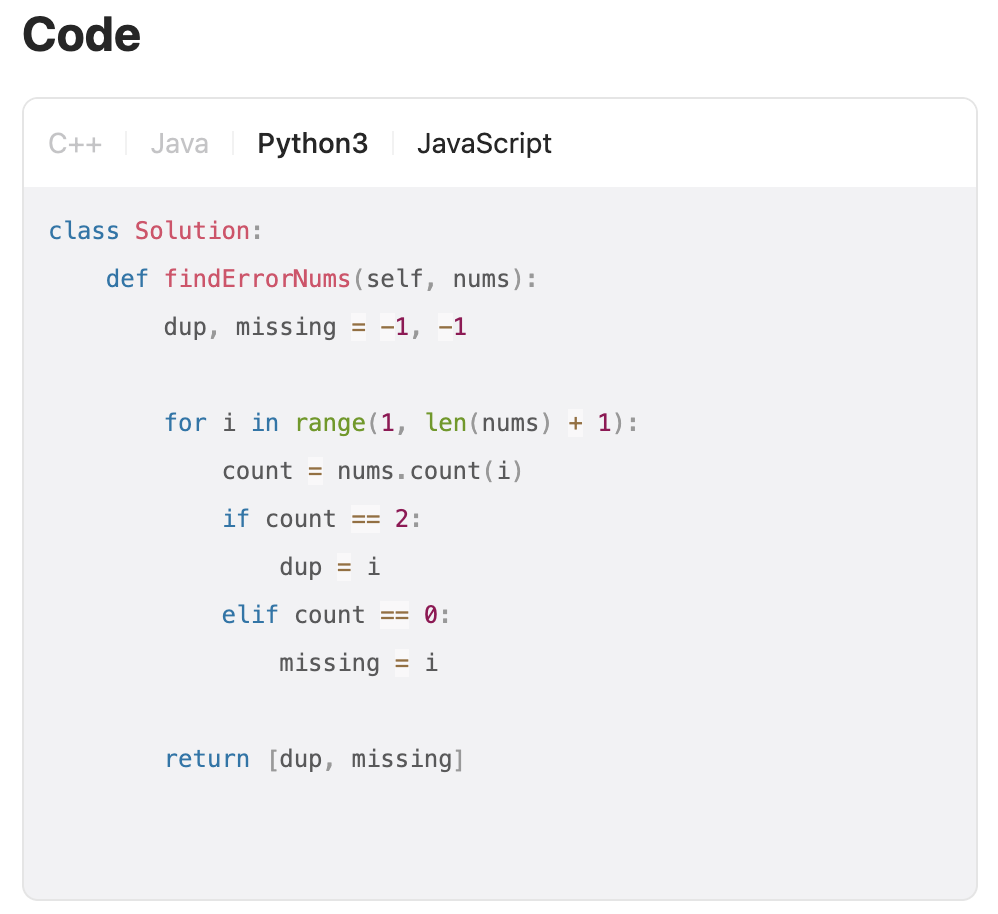 Code
C++ Java Python3 JavaScript
class Solution:
    def findErrorNums(self, nums):
        dup, missing = -1, -1
        for i in range(1, len(nums) + 1):
            count = nums.count(i)
            if count == 2:
                dup = i
            elif count == 0:
                missing = i
        return [dup, missing]